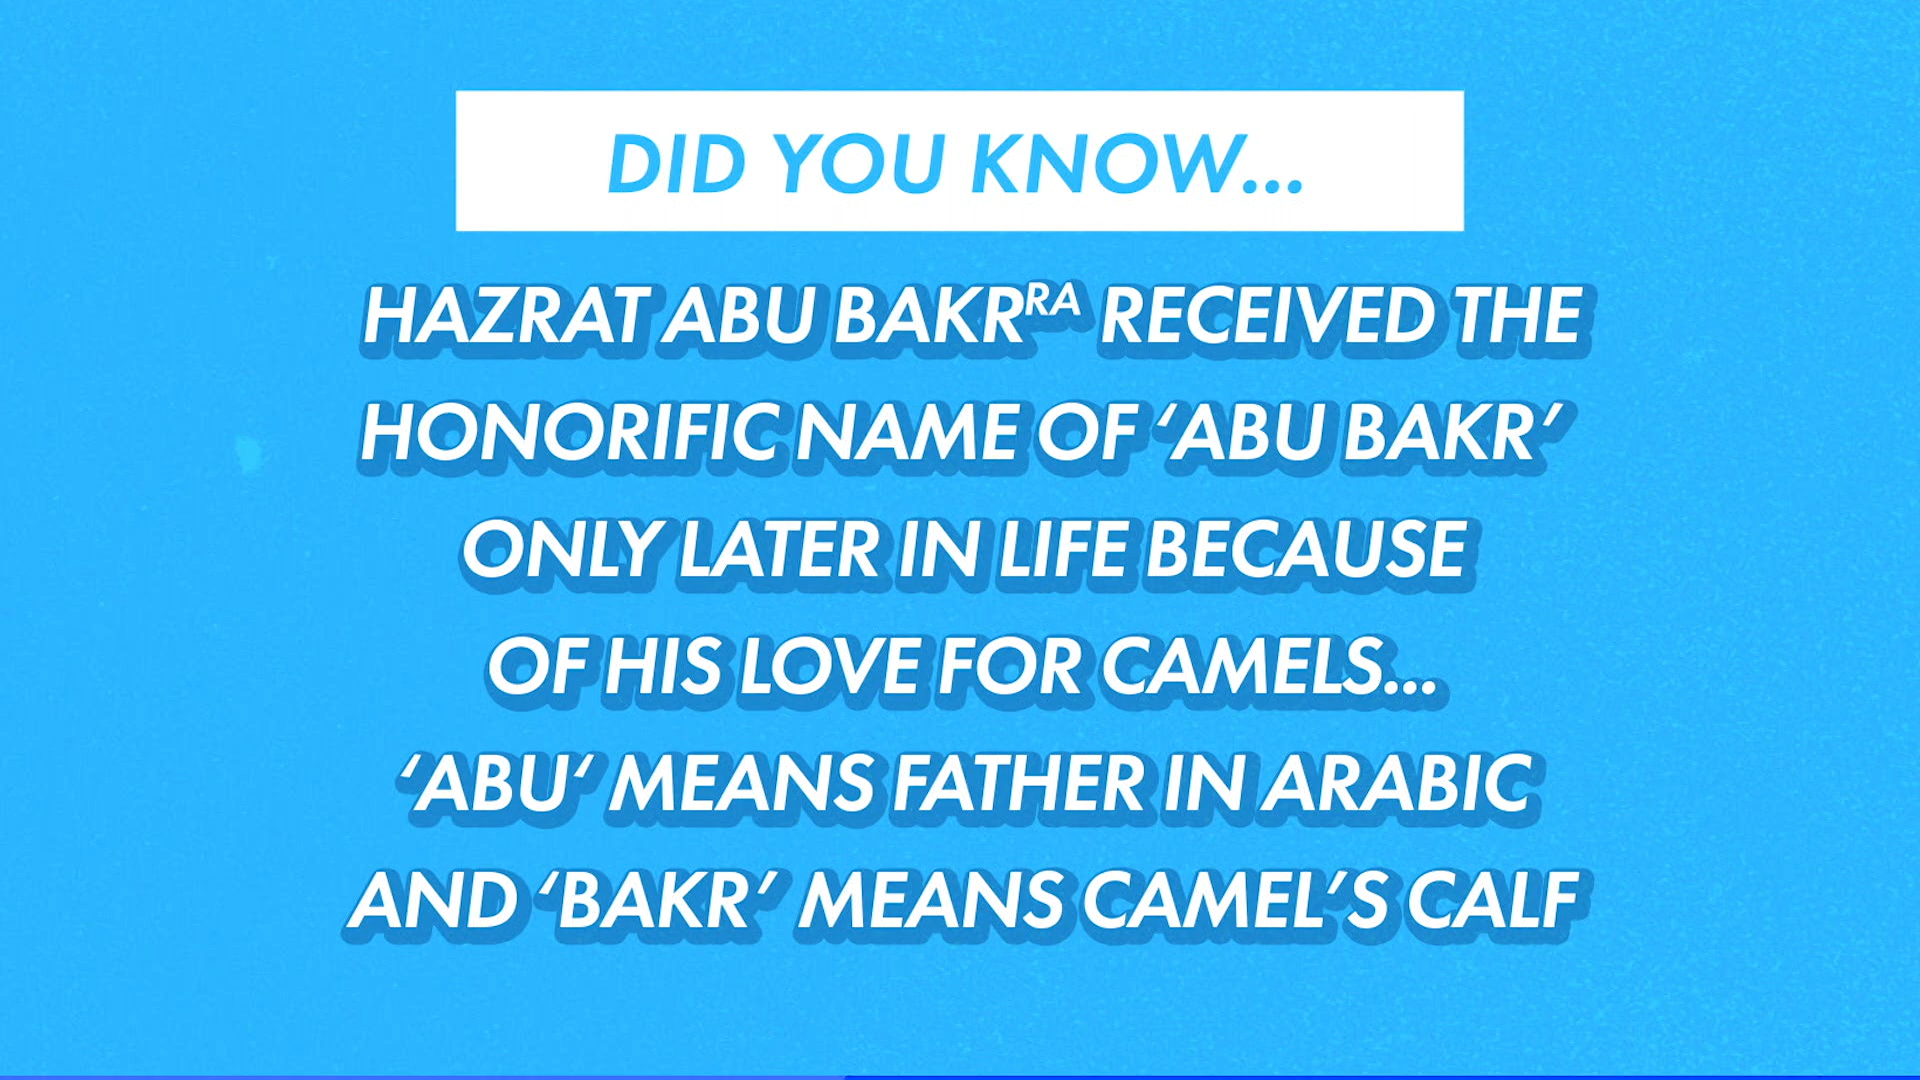 DID YOU KNOW...
HAZRAT ABU BAKRᴿᴬ RECEIVED THE
HONORIFIC NAME OF ‘ABU BAKR’
ONLY LATER IN LIFE BECAUSE
OF HIS LOVE FOR CAMELS...
‘ABU‘ MEANS FATHER IN ARABIC
AND ‘BAKR’ MEANS CAMEL’S CALF